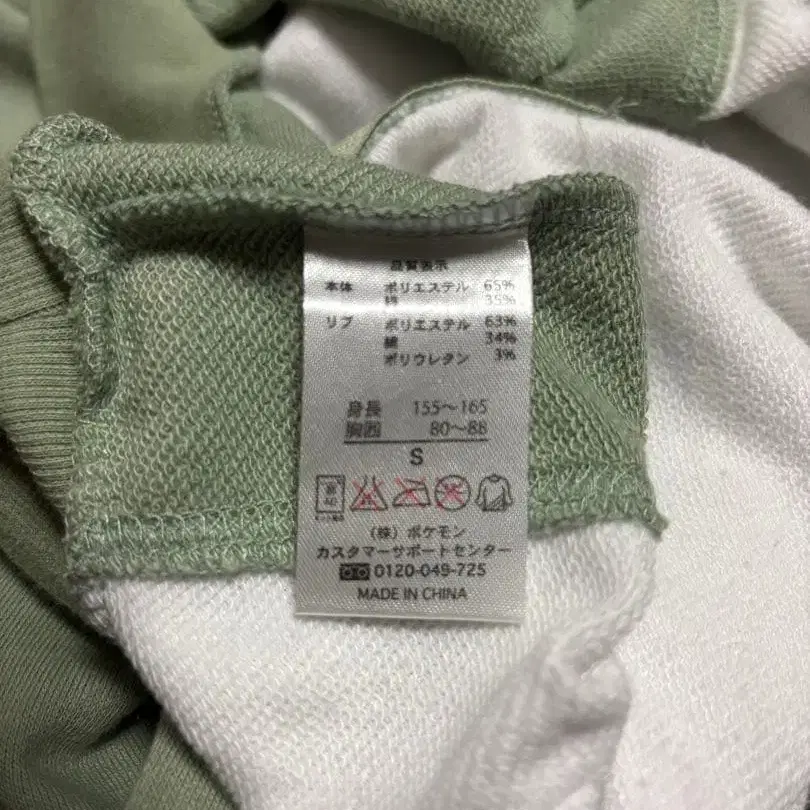 品質表示
本体 ポリエステル 65%
綿 35%
リブ ポリエステル 63%
綿 34%
ポリウレタン 3%
身長 155〜165
胸囲 80〜88
S
40
(株) ポケモン
カスタマーサポートセンター
0120-049-725
MADE IN CHINA